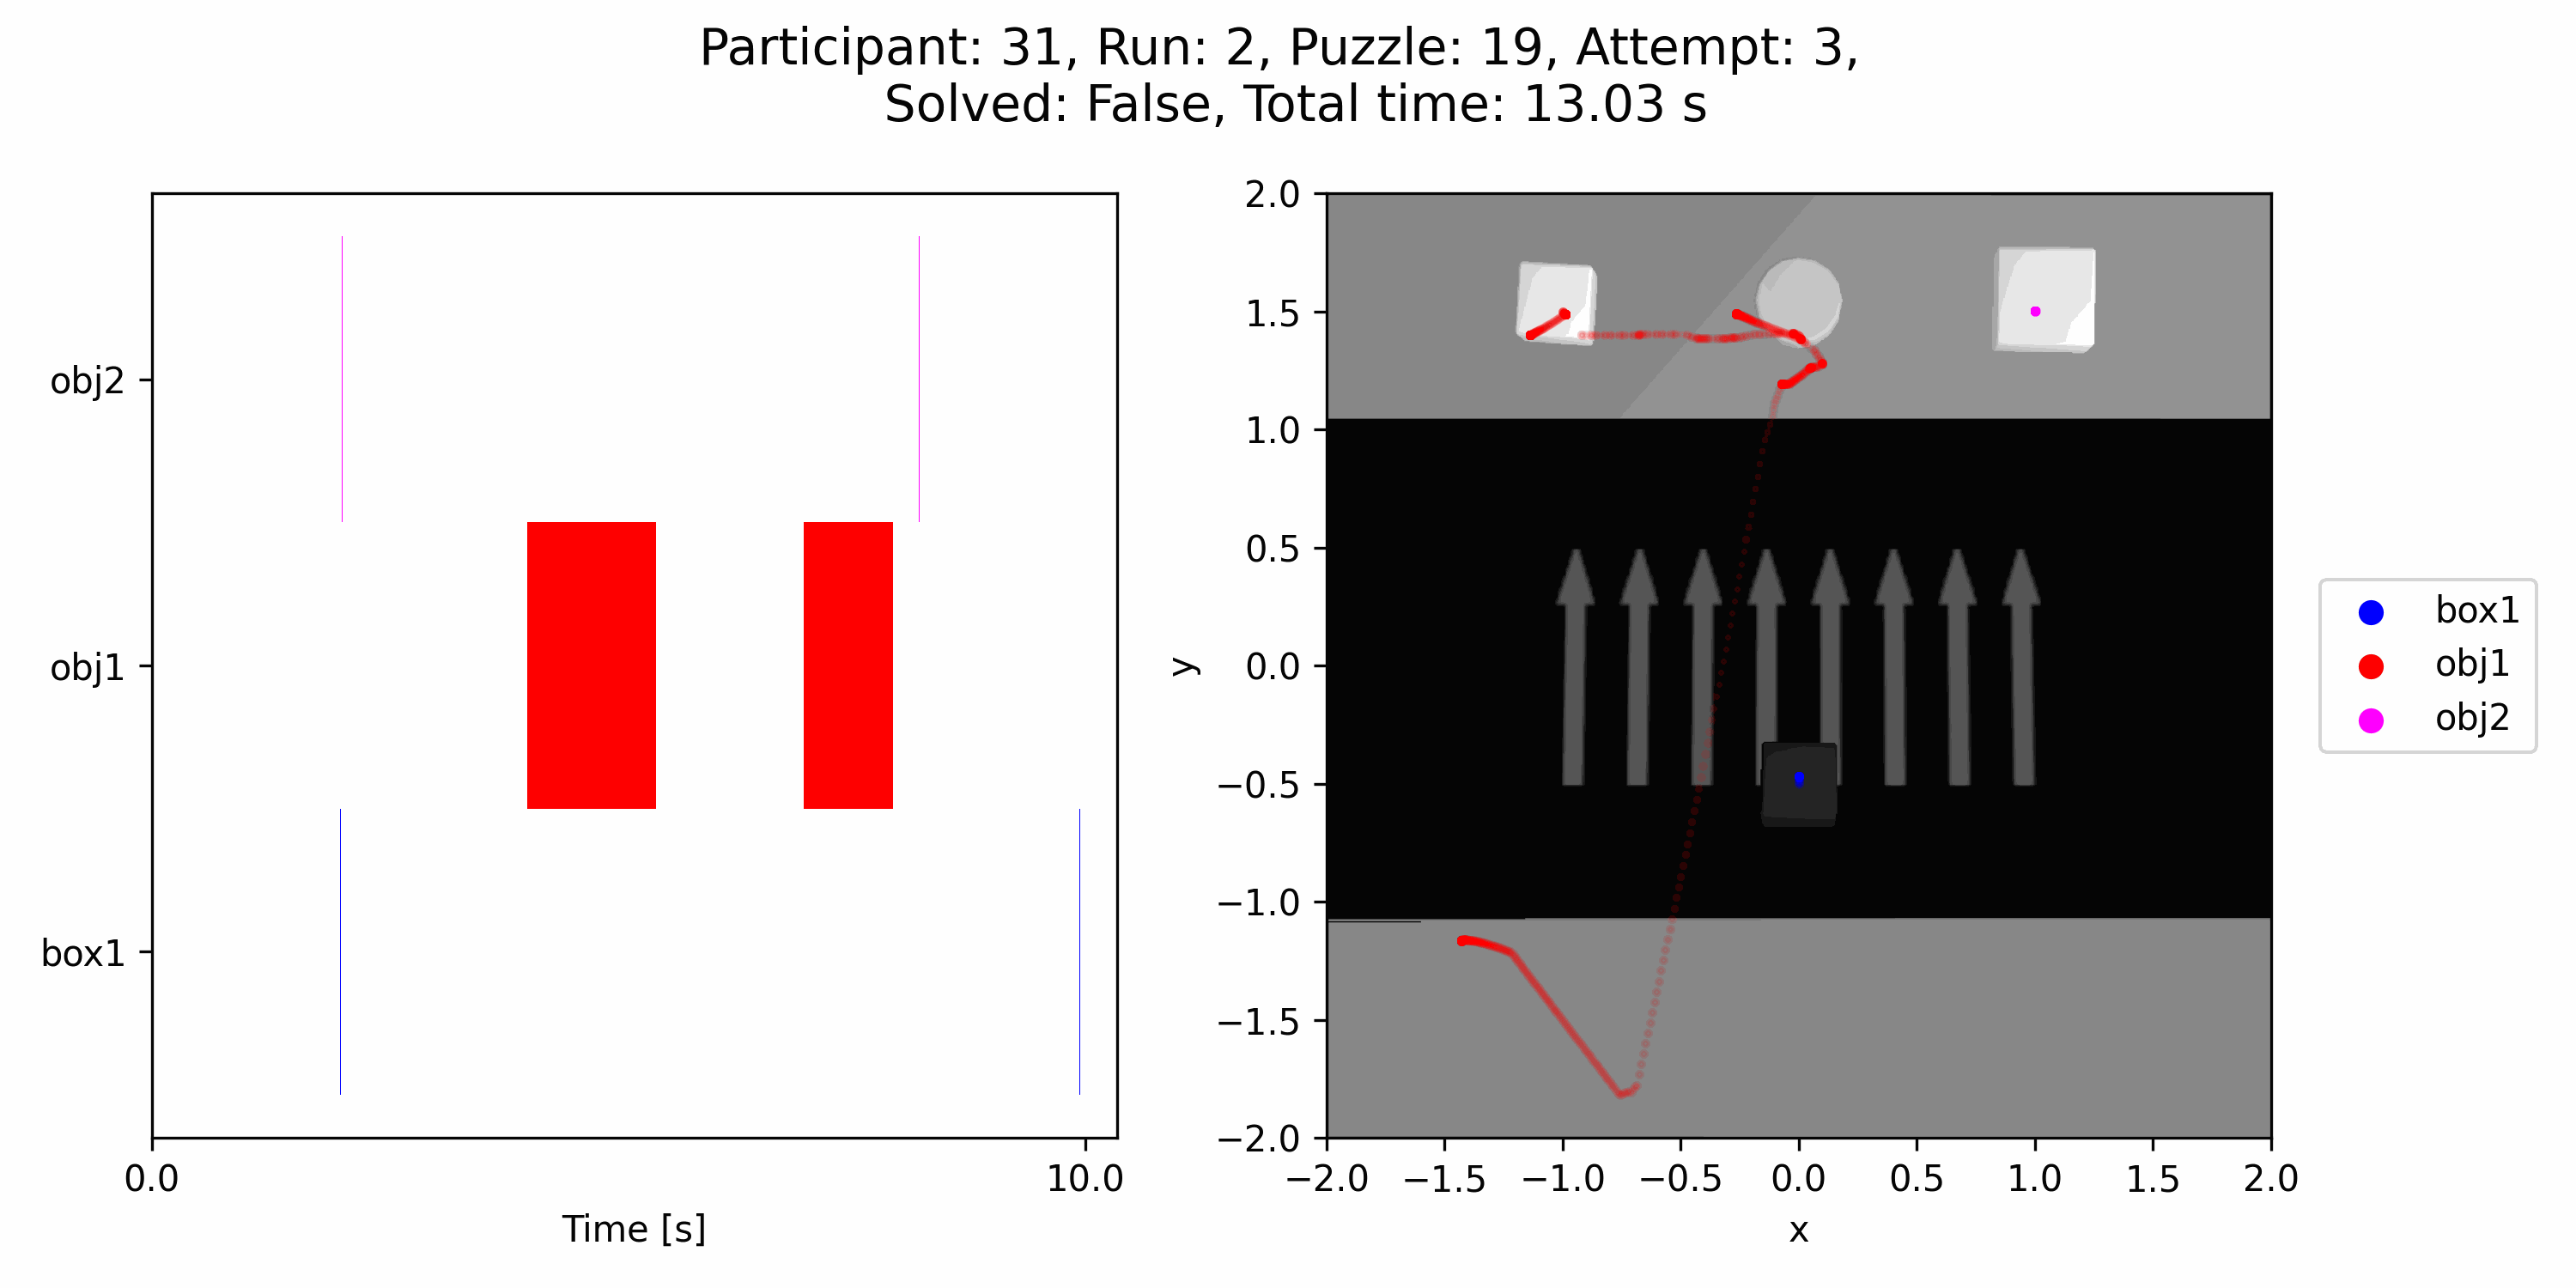 Participant: 31, Run: 2, Puzzle: 19, Attempt: 3,
Solved: False, Total time: 13.03 s
obj2
obj1
box1
0.0
10.0
Time [s]
y
2.0
1.5
1.0
0.5
0.0
−0.5
−1.0
−1.5
−2.0
−2.0 −1.5 −1.0 −0.5 0.0 0.5 1.0 1.5 2.0
x
box1
obj1
obj2